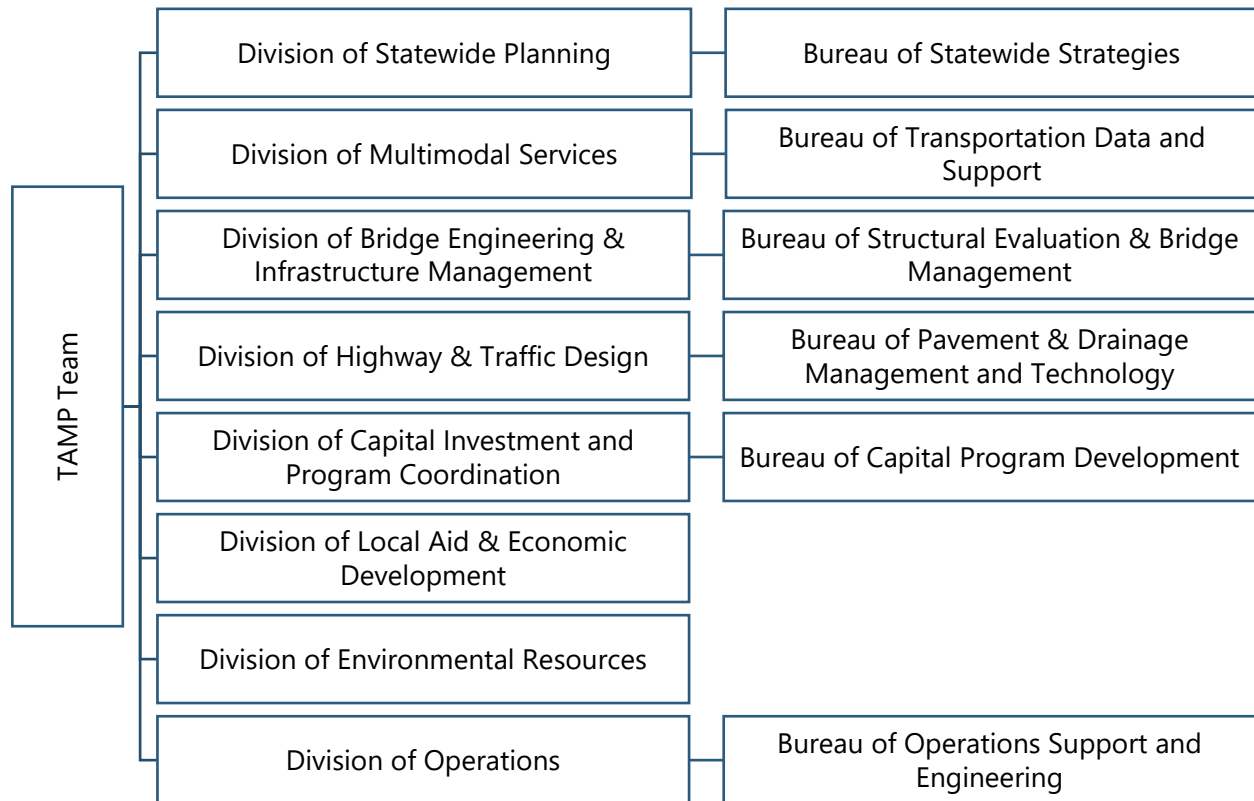 TAMP Team
Division of Statewide Planning
Bureau of Statewide Strategies
Division of Multimodal Services
Bureau of Transportation Data and
Support
Division of Bridge Engineering &
Infrastructure Management
Bureau of Structural Evaluation & Bridge
Management
Division of Highway & Traffic Design
Bureau of Pavement & Drainage
Management and Technology
Division of Capital Investment and
Program Coordination
Bureau of Capital Program Development
Division of Local Aid & Economic
Development
Division of Environmental Resources
Division of Operations
Bureau of Operations Support and
Engineering